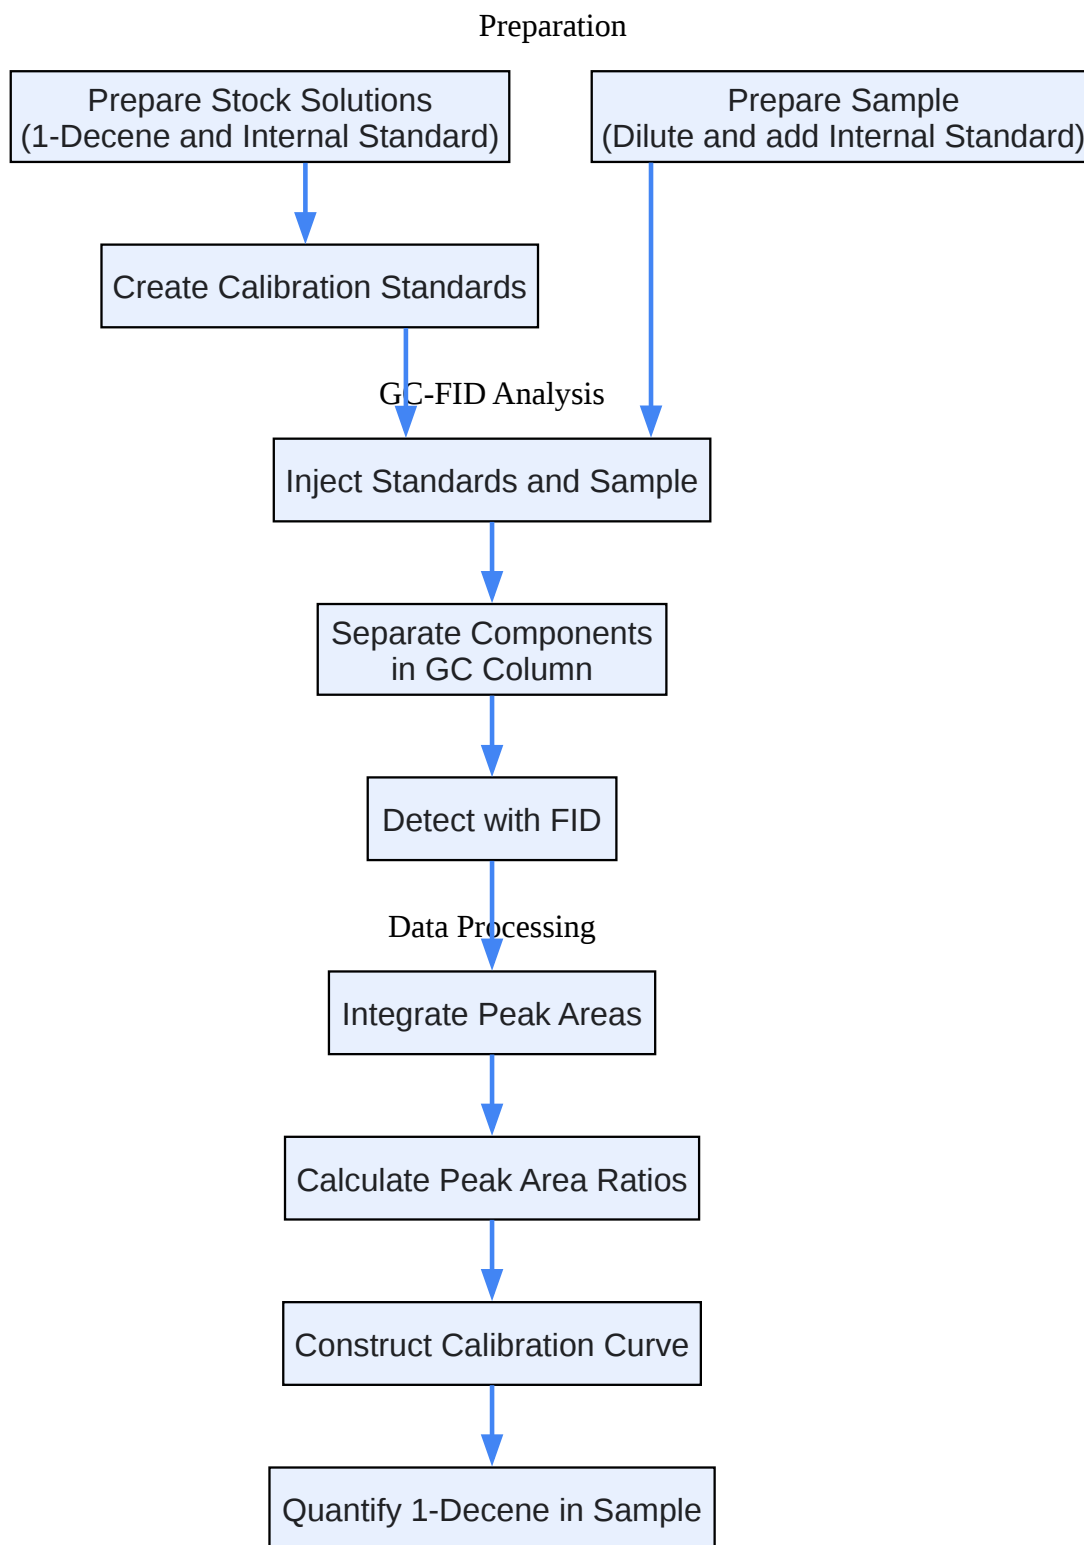 Preparation
Prepare Stock Solutions
(1-Decene and Internal Standard)
Prepare Sample
(Dilute and add Internal Standard)
Create Calibration Standards
GC-FID Analysis
Inject Standards and Sample
Separate Components
in GC Column
Detect with FID
Data Processing
Integrate Peak Areas
Calculate Peak Area Ratios
Construct Calibration Curve
Quantify 1-Decene in Sample